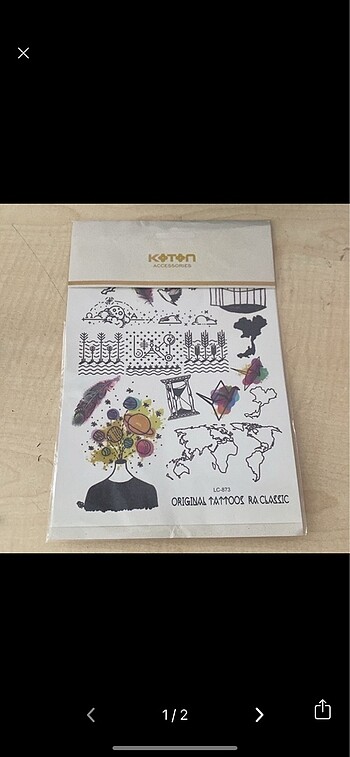 KOTON
ACCESSORIES
LC-873
ORIGINAL TATTOOS RA CLASSIC
1/2